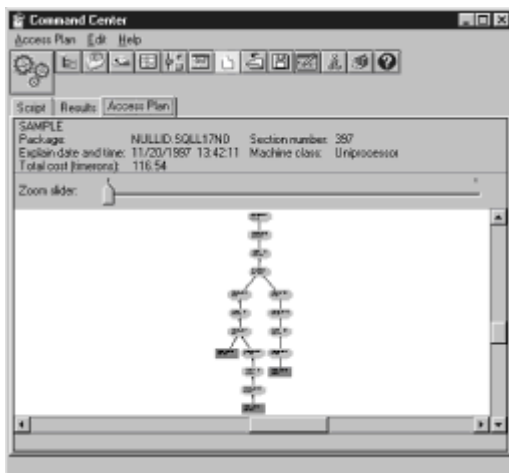 Command Center
Access Plan Edit Help
Script Results Access Plan
SAMPLE
Package: NULLID.SQLL17N0 Section number: 397
Explain date and time: 11/20/1997 13:42:11 Machine class: Uniprocessor
Total cost (timerons): 116.54
Zoom slider: